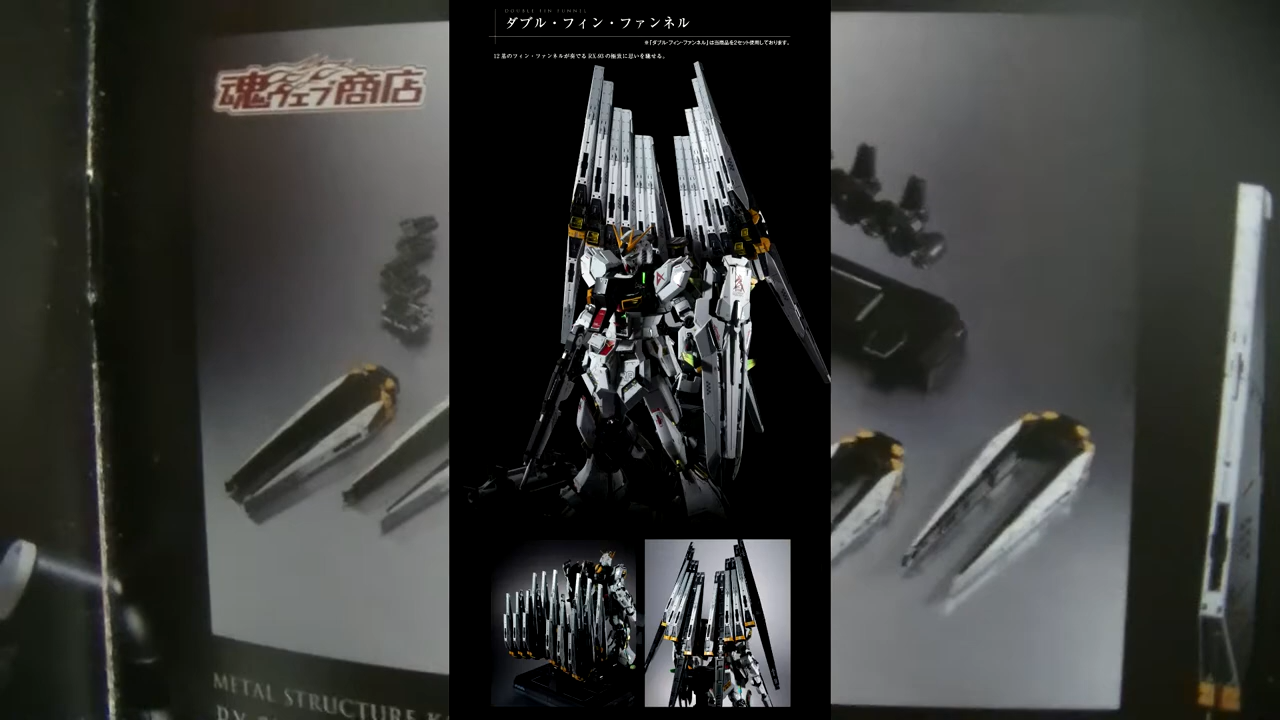 魂ウェブ商店
DOUBLE FIN FUNNEL
ダブル・フィン・ファンネル
※「ダブル・フィン・ファンネル」は当商品を2セット使用しております。
12基のフィン・ファンネルが奏でる RX-93 の極致に思いを馳せる。
METAL STRUCTURE